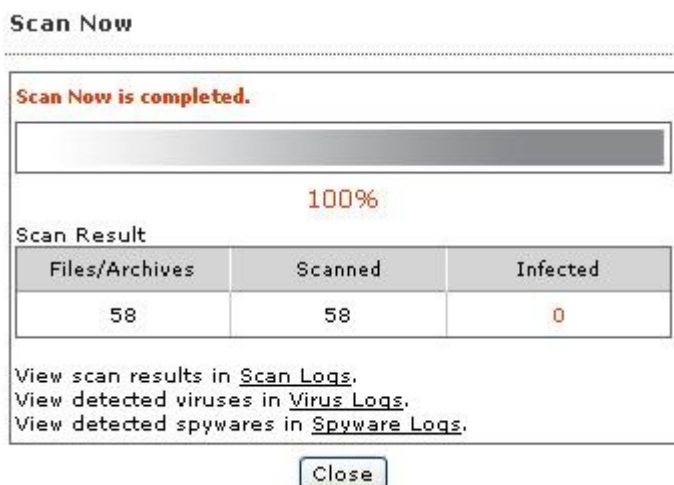 Scan Now
Scan Now is completed.
100%
Scan Result
Files/Archives Scanned Infected
58 58 0
View scan results in Scan Logs.
View detected viruses in Virus Logs.
View detected spywares in Spyware Logs.
Close